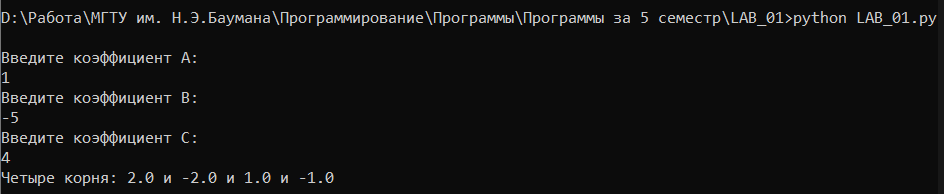 D:\Работа\МГТУ им. Н.Э.Баумана\Программирование\Программы\Программы за 5 семестр\LAB_01>python LAB_01.py
Введите коэффициент А:
1
Введите коэффициент B:
-5
Введите коэффициент C:
4
Четыре корня: 2.0 и -2.0 и 1.0 и -1.0